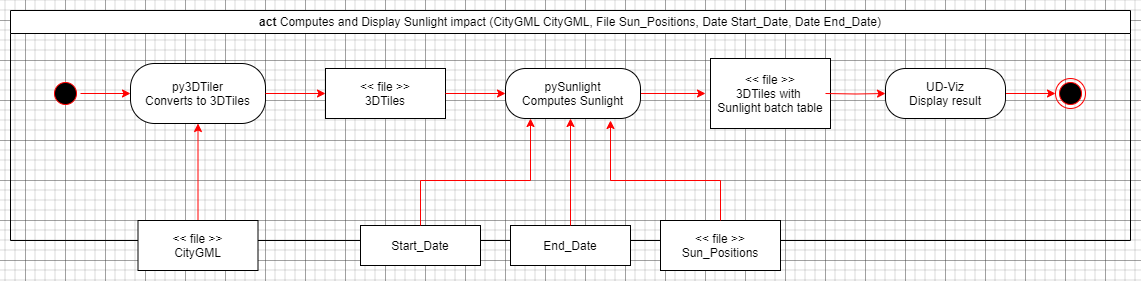 act Computes and Display Sunlight impact (CityGML CityGML, File Sun_Positions, Date Start_Date, Date End_Date)
py3DTiler
Converts to 3DTiles
<< file >>
3DTiles
pySunlight
Computes Sunlight
<< file >>
3DTiles with
Sunlight batch table
UD-Viz
Display result
<< file >>
CityGML
Start_Date
End_Date
<< file >>
Sun_Positions